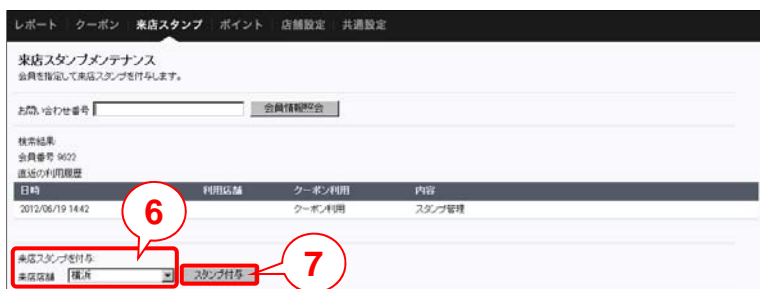 レポート クーポン 来店スタンプ ポイント 店舗設定 共通設定
来店スタンプメンテナンス
会員を指定して来店スタンプを付与します。
お問い合わせ番号 会員情報照会
検索結果
会員番号 9622
直近の利用履歴
日時 利用店舗 クーポン利用 内容
2012/06/19 14:42 クーポン利用 スタンプ管理
6
来店スタンプを付与
来店店舗 横浜 スタンプ付与 7